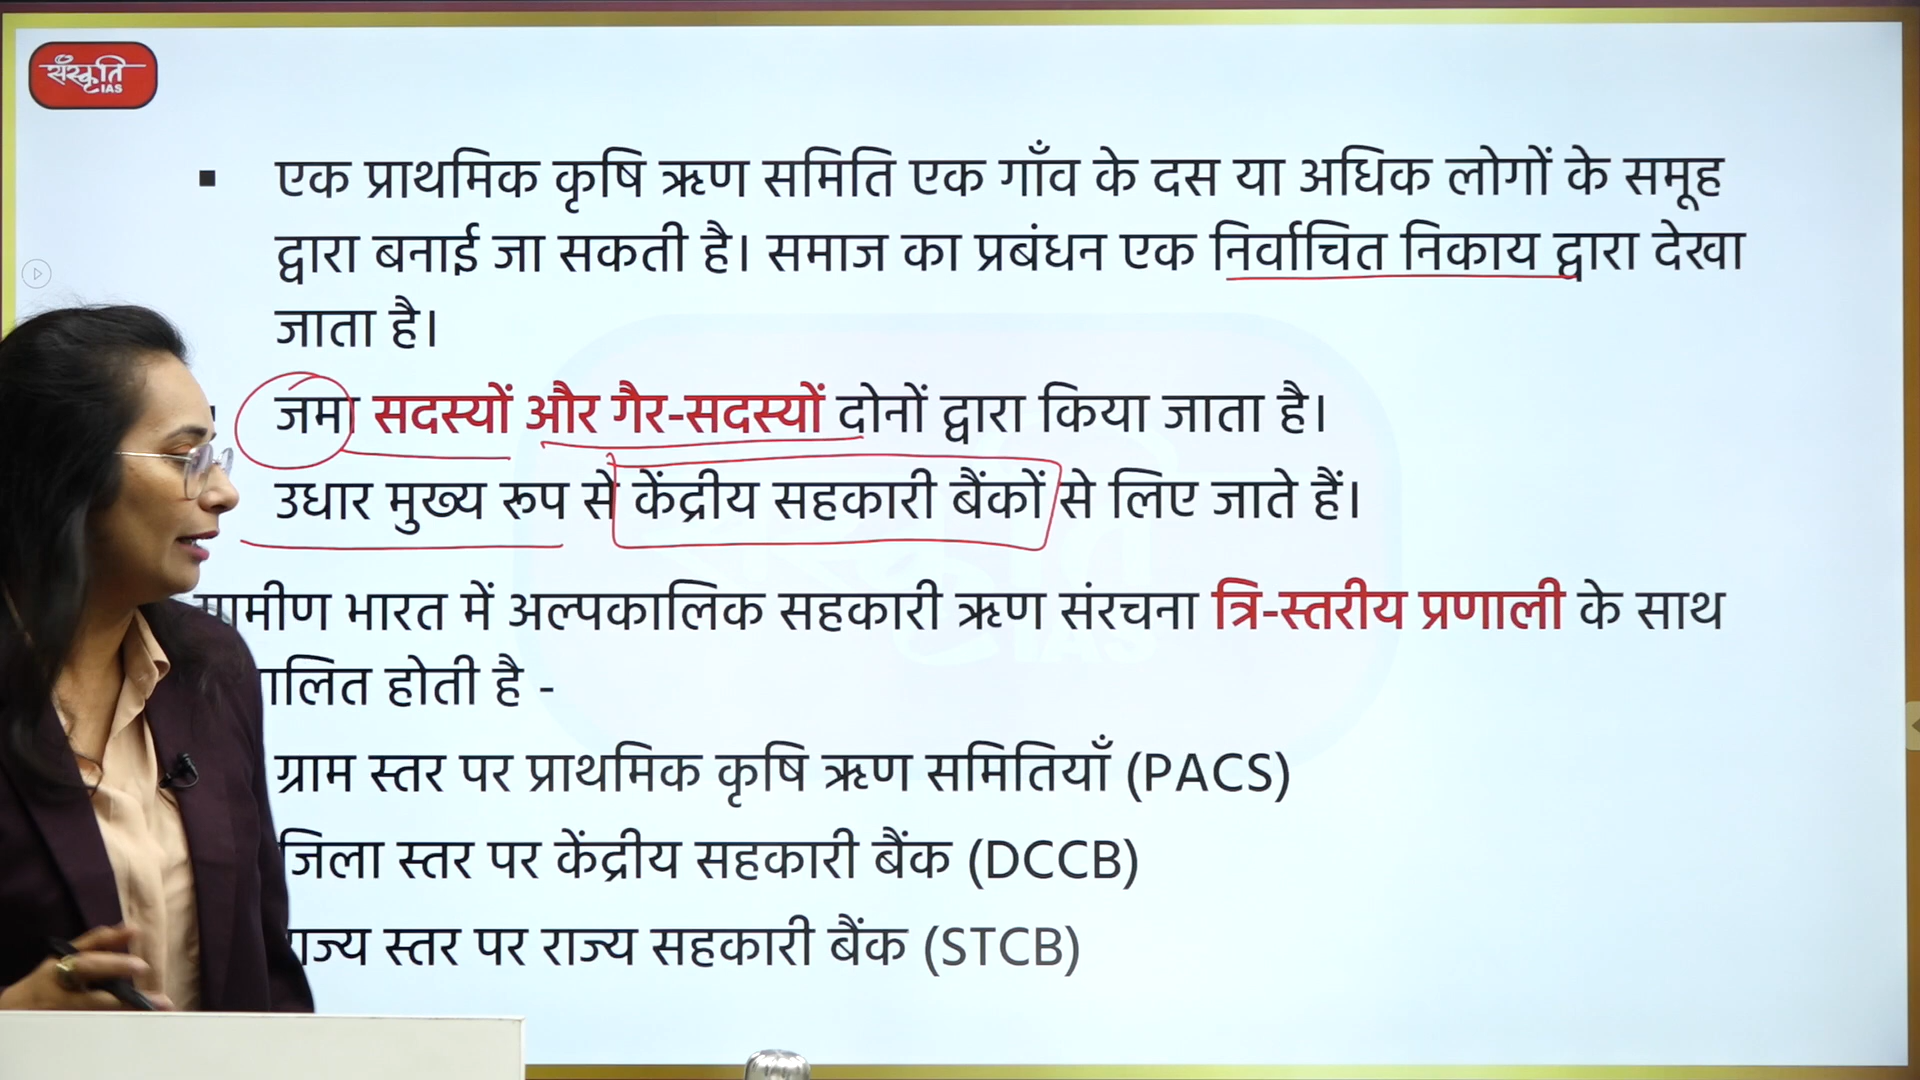 संस्कृति
IAS
एक प्राथमिक कृषि ऋण समिति एक गाँव के दस या अधिक लोगों के समूह
द्वारा बनाई जा सकती है। समाज का प्रबंधन एक निर्वाचित निकाय द्वारा देखा
जाता है।
जमा सदस्यों और गैर-सदस्यों दोनों द्वारा किया जाता है।
उधार मुख्य रूप से केंद्रीय सहकारी बैंकों से लिए जाते हैं।
भारत में अल्पकालिक सहकारी ऋण संरचना त्रि-स्तरीय प्रणाली के साथ
होती है -
ग्राम स्तर पर प्राथमिक कृषि ऋण समितियाँ (PACS)
जिला स्तर पर केंद्रीय सहकारी बैंक (DCCB)
स्तर पर राज्य सहकारी बैंक (STCB)